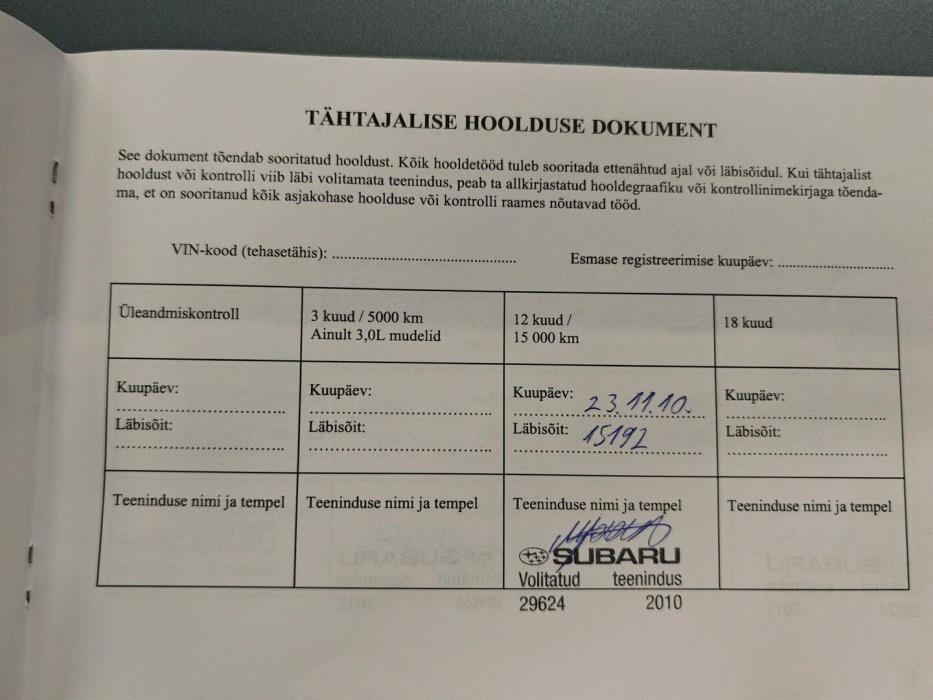 TÄHTAJALISE HOOLDUSE DOKUMENT
See dokument tõendab sooritatud hooldust. Kõik hooldetööd tuleb sooritada ettenähtud ajal või läbisõidul. Kui tähtajalist
hooldust või kontrolli viib läbi volitamata teenindus, peab ta allkirjastatud hooldegraafiku või kontrollinimekirjaga tõenda-
ma, et on sooritanud kõik asjakohase hoolduse või kontrolli raames nõutavad tööd.
VIN-kood (tehasetähis): ............................................... Esmase registreerimise kuupäev: ..............................
Üleandmiskontroll
3 kuud / 5000 km
Ainult 3,0L mudelid
12 kuud /
15 000 km
18 kuud
Kuupäev:
Läbisõit:
Kuupäev:
Läbisõit:
Kuupäev: 23.11.10.
Läbisõit: 15192
Kuupäev:
Läbisõit:
Teeninduse nimi ja tempel
Teeninduse nimi ja tempel
Teeninduse nimi ja tempel
SUBARU
Volitatud teenindus
29624 2010
Teeninduse nimi ja tempel